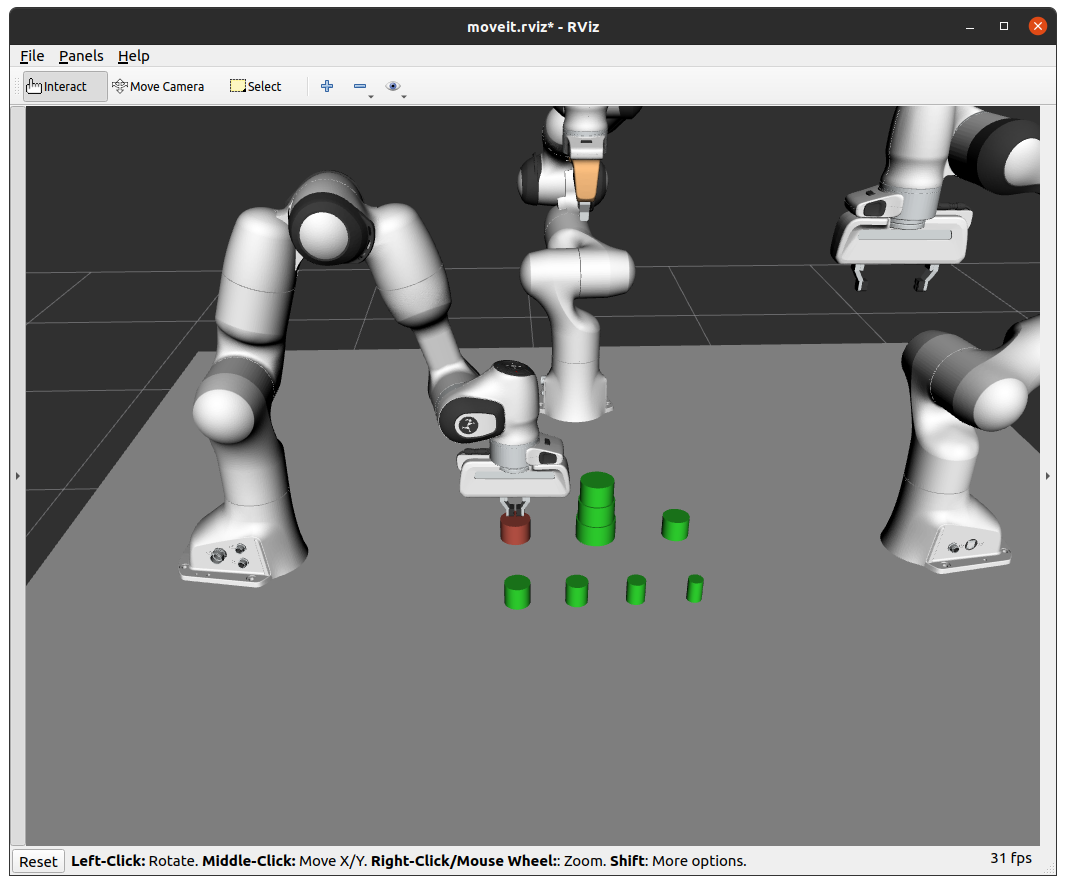 moveit.rviz* - RViz
File Panels Help
Interact Move Camera Select
Reset Left-Click: Rotate. Middle-Click: Move X/Y. Right-Click/Mouse Wheel:: Zoom. Shift: More options. 31 fps